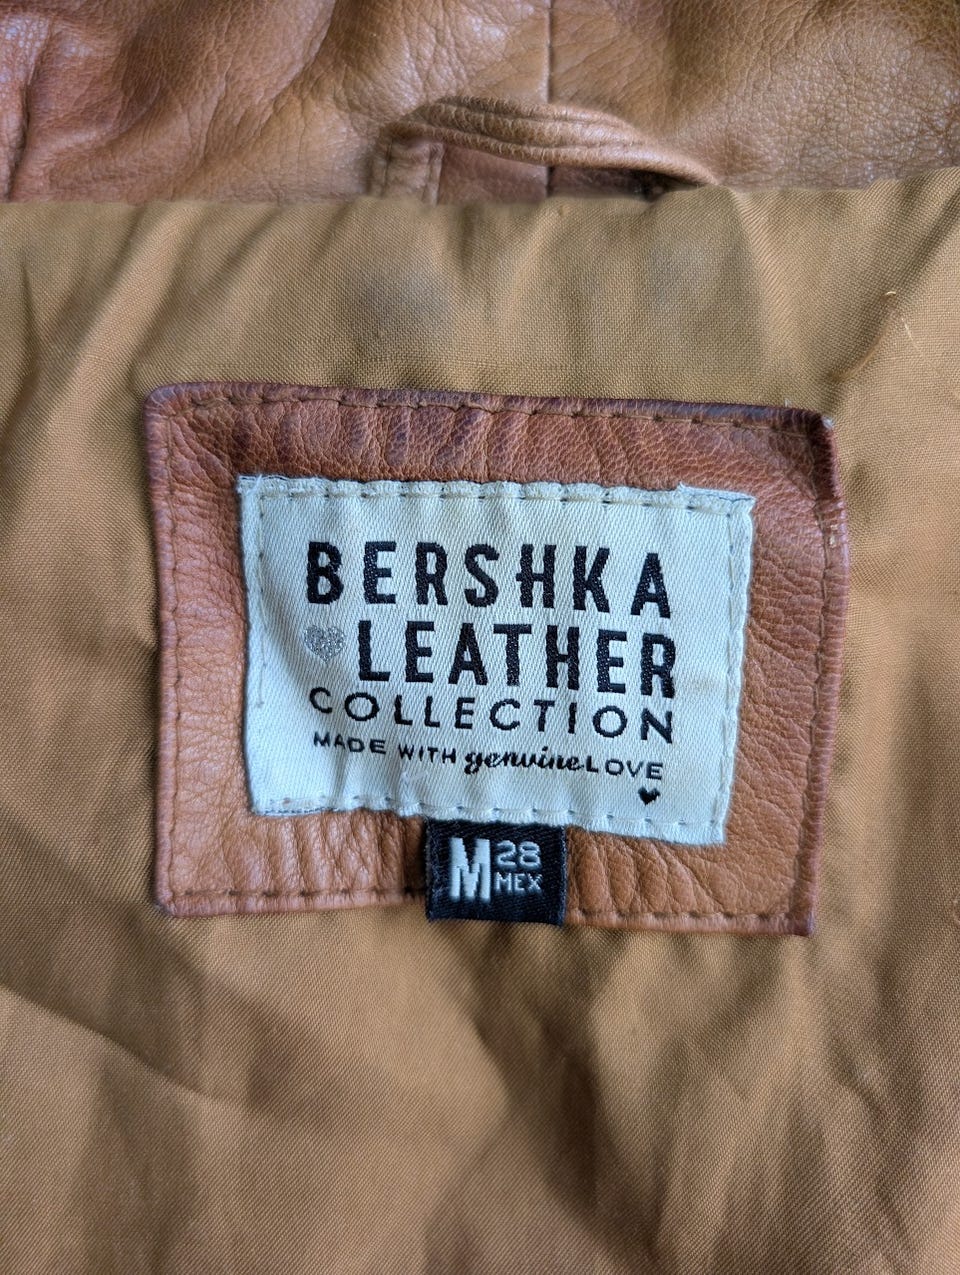 BERSHKA
LEATHER
COLLECTION
MADE WITH genuine LOVE
M 28
MEX